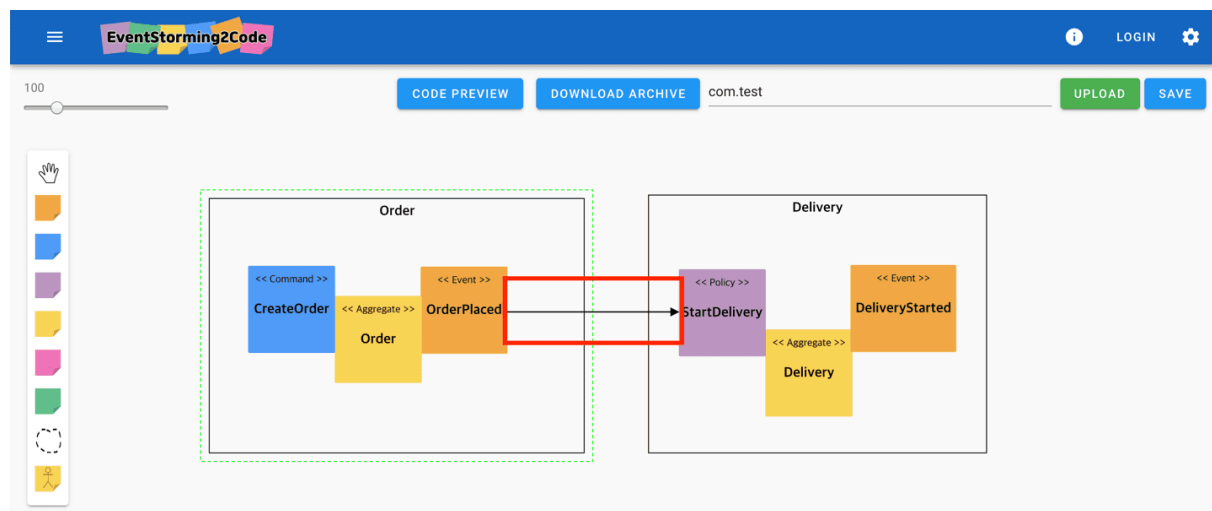 EventStorming2Code
LOGIN
100
CODE PREVIEW
DOWNLOAD ARCHIVE
com.test
UPLOAD
SAVE
Order
<< Command >>
CreateOrder
<< Aggregate >>
Order
<< Event >>
OrderPlaced
Delivery
<< Policy >>
StartDelivery
<< Aggregate >>
Delivery
<< Event >>
DeliveryStarted